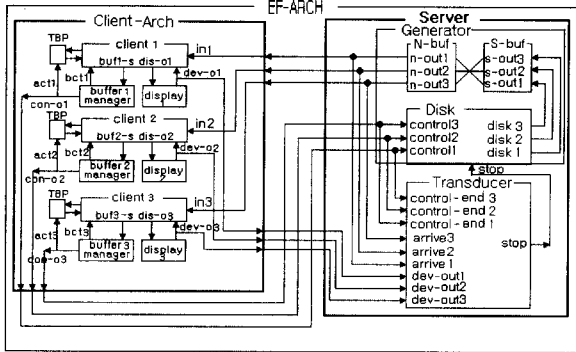 EF-ARCH
Client-Arch
TBP
client 1
buf1-s dis-o1
act1
bct1
buffer1
manager
display
1
dev-o1
con-o1
in1
TBP
client 2
buf2-s dis-o2
act2
bct2
buffer2
manager
display
2
dev-o2
con-o2
in2
TBP
client 3
buf3-s dis-o3
act3
bct3
buffer3
manager
display
3
dev-o3
con-o3
in3
Server
Generator
N-buf
n-out1
n-out2
n-out3
S-buf
s-out3
s-out2
s-out1
Disk
control3
control2
control1
disk 3
disk 2
disk 1
stop
Transducer
control-end 3
control-end 2
control-end 1
arrive3
arrive2
arrive1
dev-out1
dev-out2
dev-out3
stop